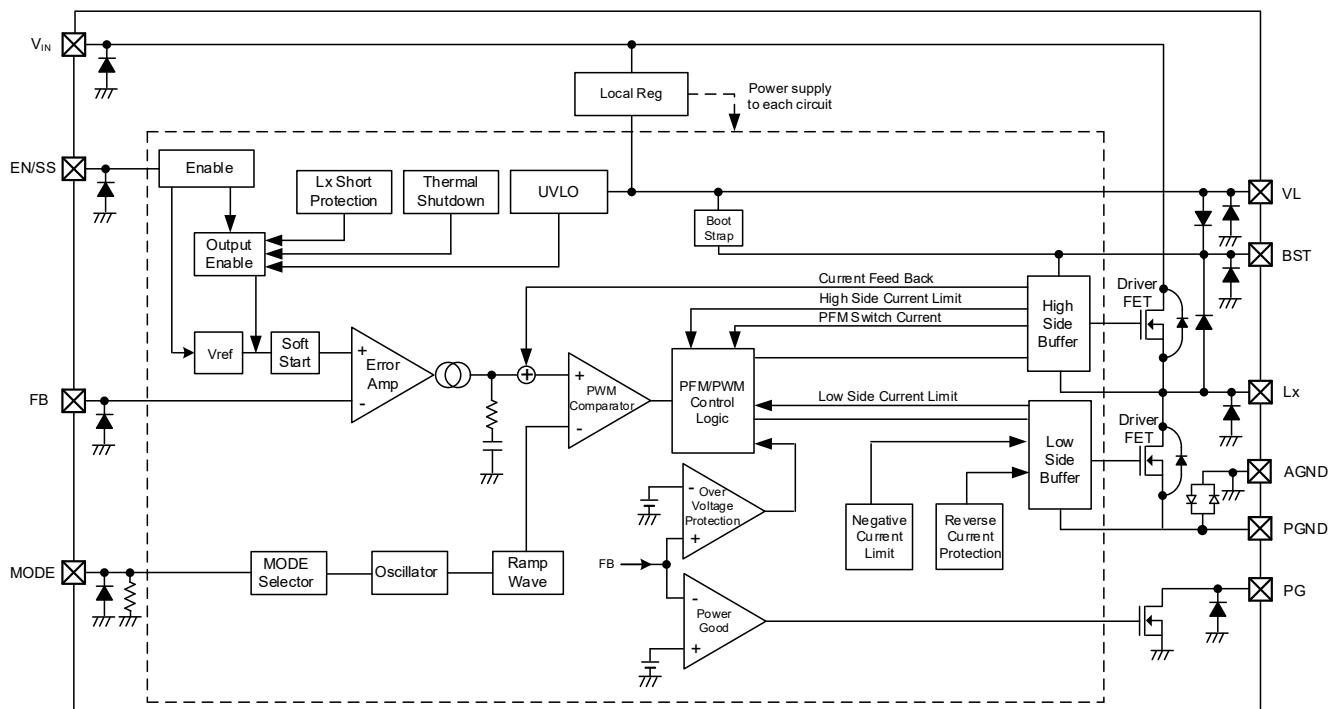 VIN
Local Reg
Power supply
to each circuit
EN/SS
Enable
Lx Short
Protection
Thermal
Shutdown
UVLO
VL
Boot
Strap
Output
Enable
BST
Current Feed Back
High Side Current Limit
PFM Switch Current
High
Side
Buffer
Driver
FET
Vref
Soft
Start
+
-
Error
Amp
+
+
-
PWM
Comparator
PFM/PWM
Control
Logic
FB
Lx
Low Side Current Limit
Low
Side
Buffer
Driver
FET
AGND
-
+
Over
Voltage
Protection
Negative
Current
Limit
Reverse
Current
Protection
PGND
MODE
MODE
Selector
Oscillator
Ramp
Wave
FB
PG
-
+
Power
Good